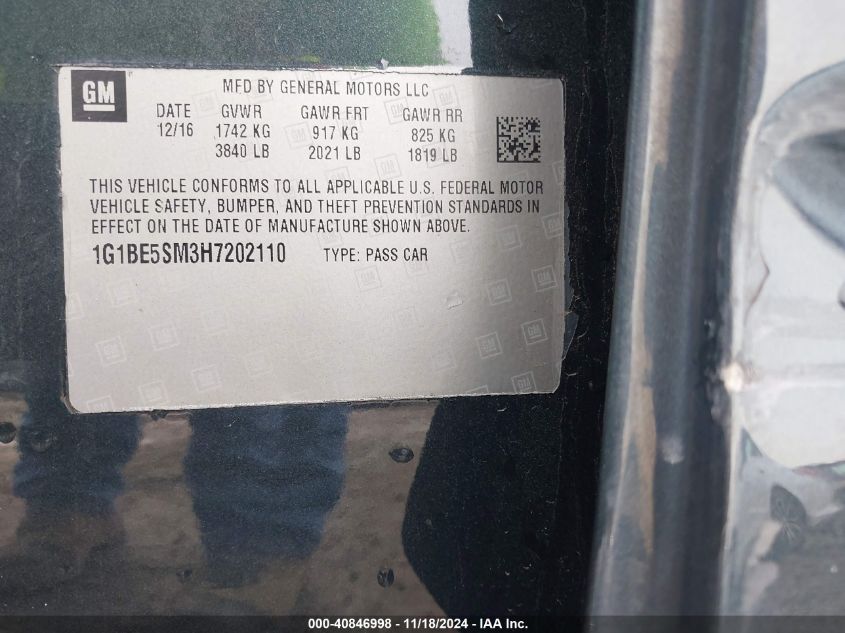 GM
MFD BY GENERAL MOTORS LLC
DATE GVWR GAWR FRT GAWR RR
12/16 1742 KG 917 KG 825 KG
3840 LB 2021 LB 1819 LB
THIS VEHICLE CONFORMS TO ALL APPLICABLE U.S. FEDERAL MOTOR
VEHICLE SAFETY, BUMPER, AND THEFT PREVENTION STANDARDS IN
EFFECT ON THE DATE OF MANUFACTURE SHOWN ABOVE.
1G1BE5SM3H7202110 TYPE: PASS CAR
000-40846998 - 11/18/2024 - IAA Inc.